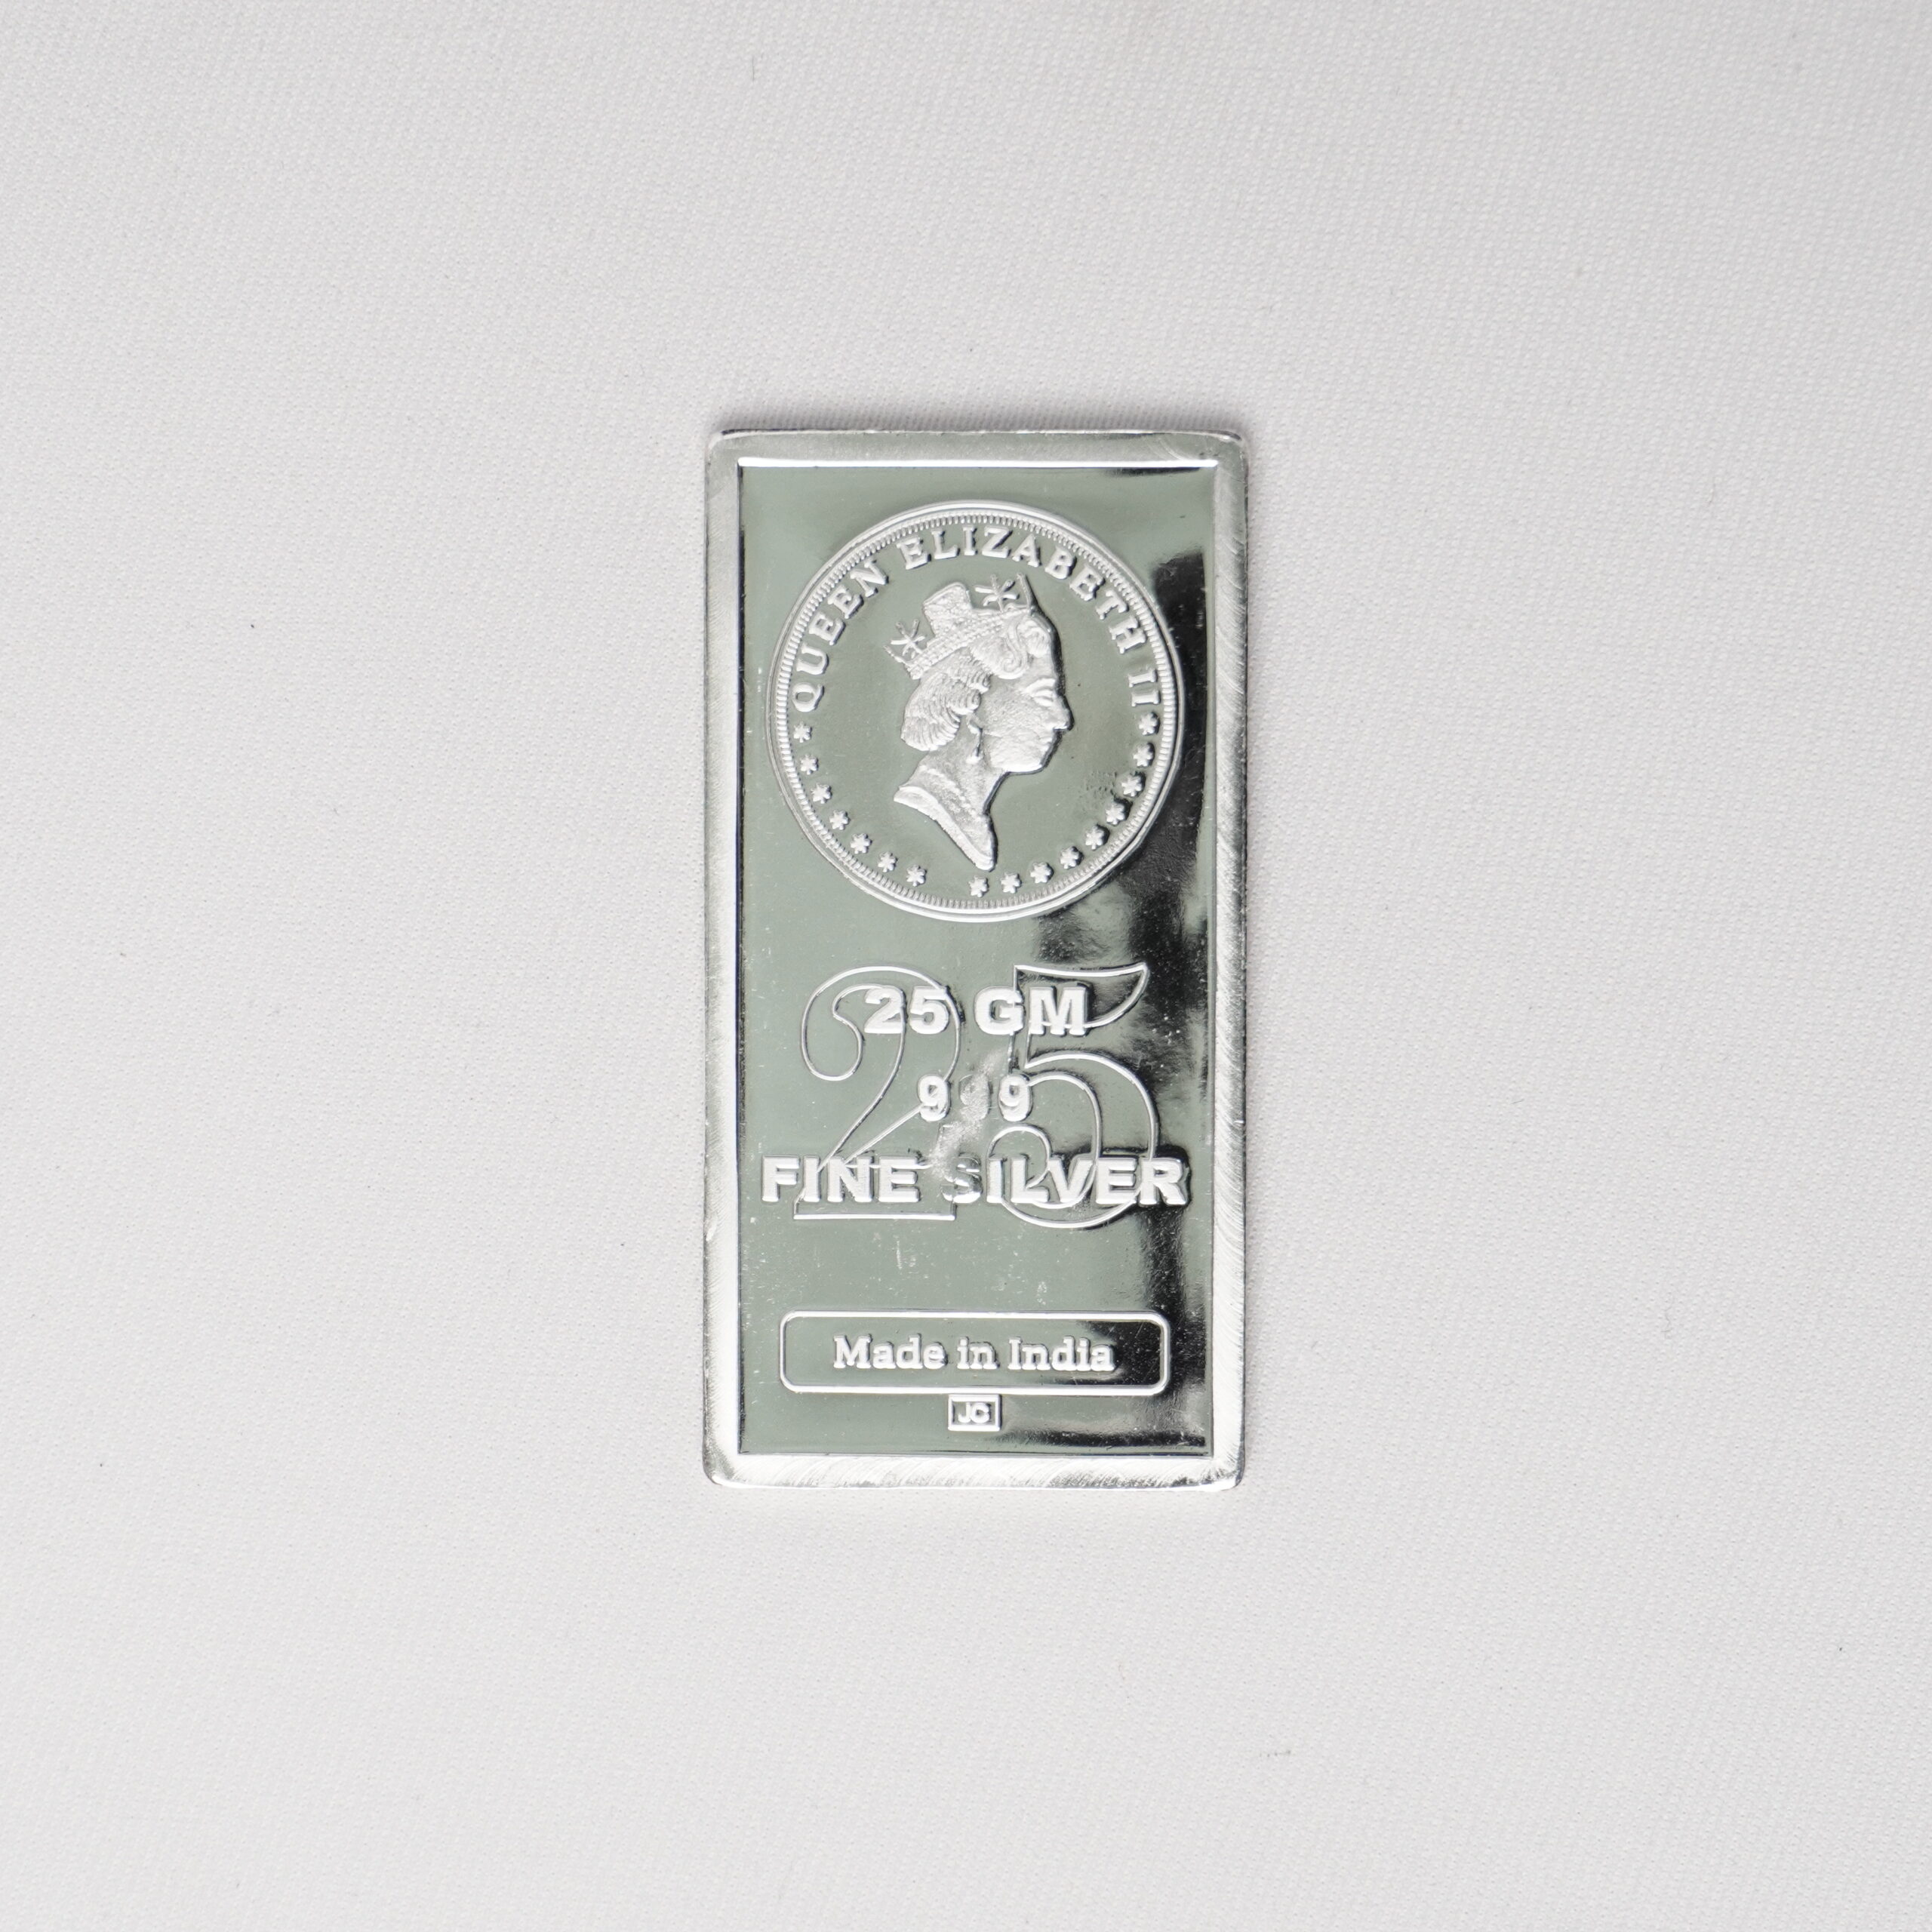 QUEEN ELIZABETH II
25
25 GM
999
FINE SILVER
Made in India
JC